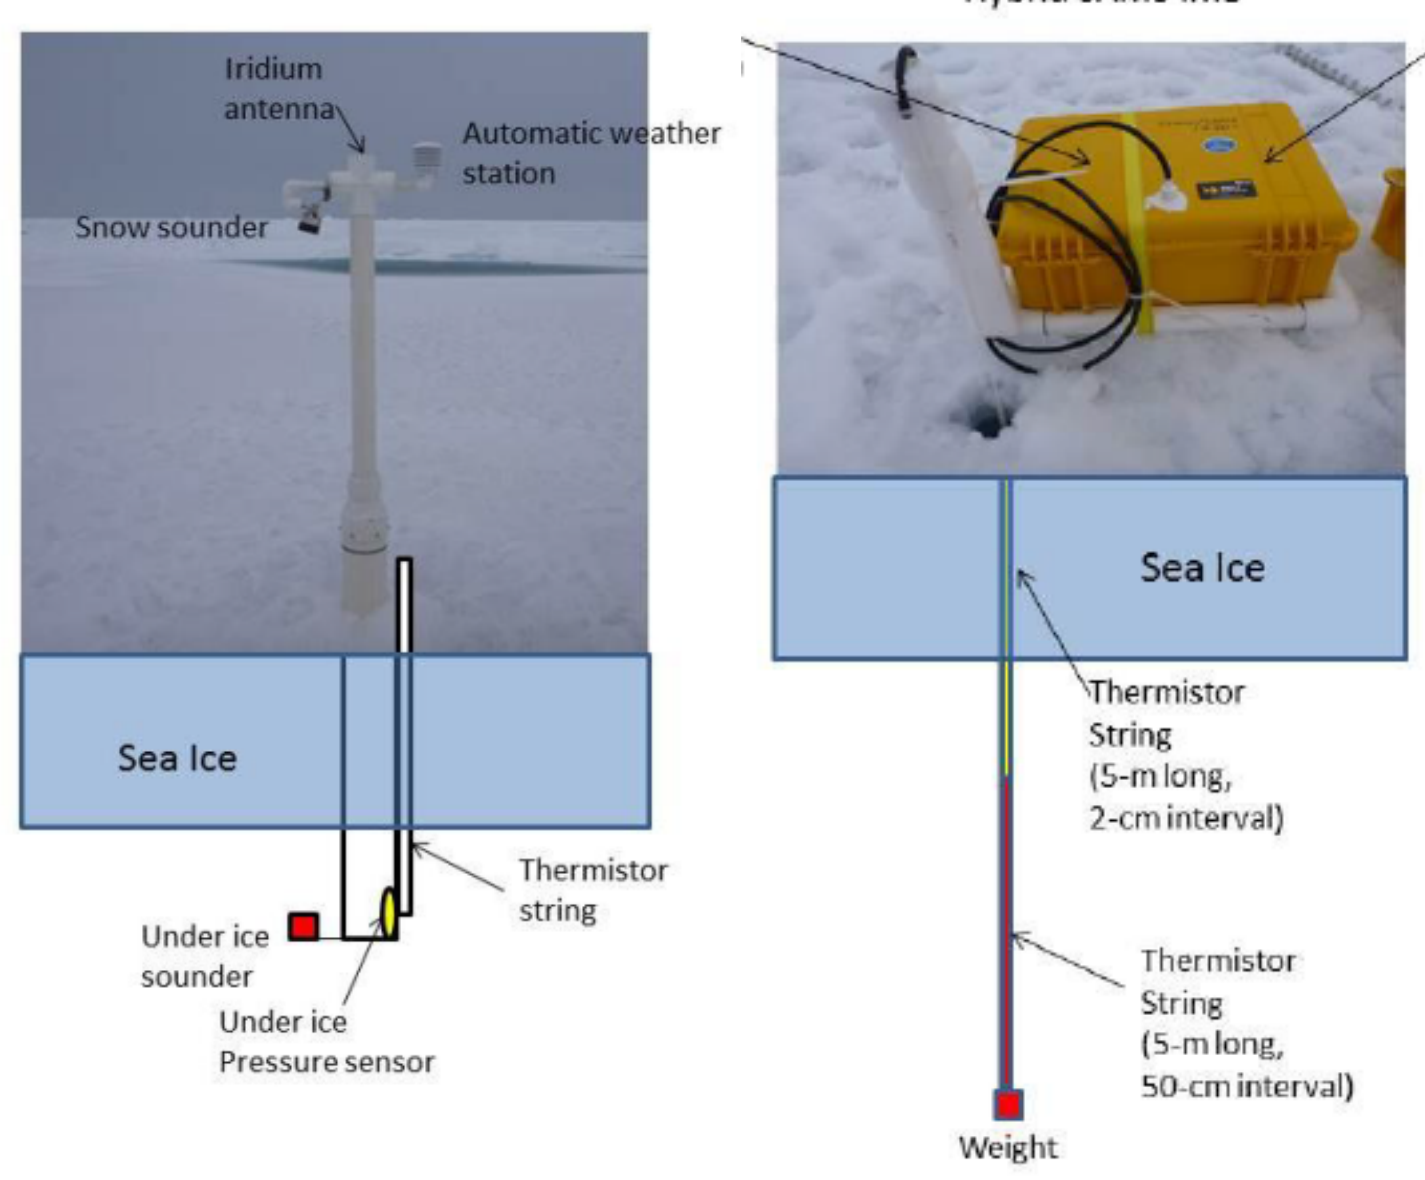 Iridium
antenna
Automatic weather
station
Snow sounder
Sea Ice
Thermistor
string
Under ice
sounder
Under ice
Pressure sensor
Sea Ice
Thermistor
String
(5-m long,
2-cm interval)
Thermistor
String
(5-m long,
50-cm interval)
Weight